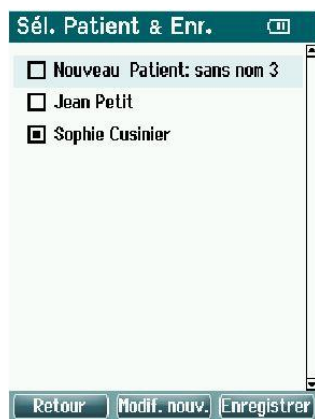 Sél. Patient & Enr.
Nouveau Patient: sans nom 3
Jean Petit
Sophie Cusinier
Retour Modif. nouv. Enregistrer